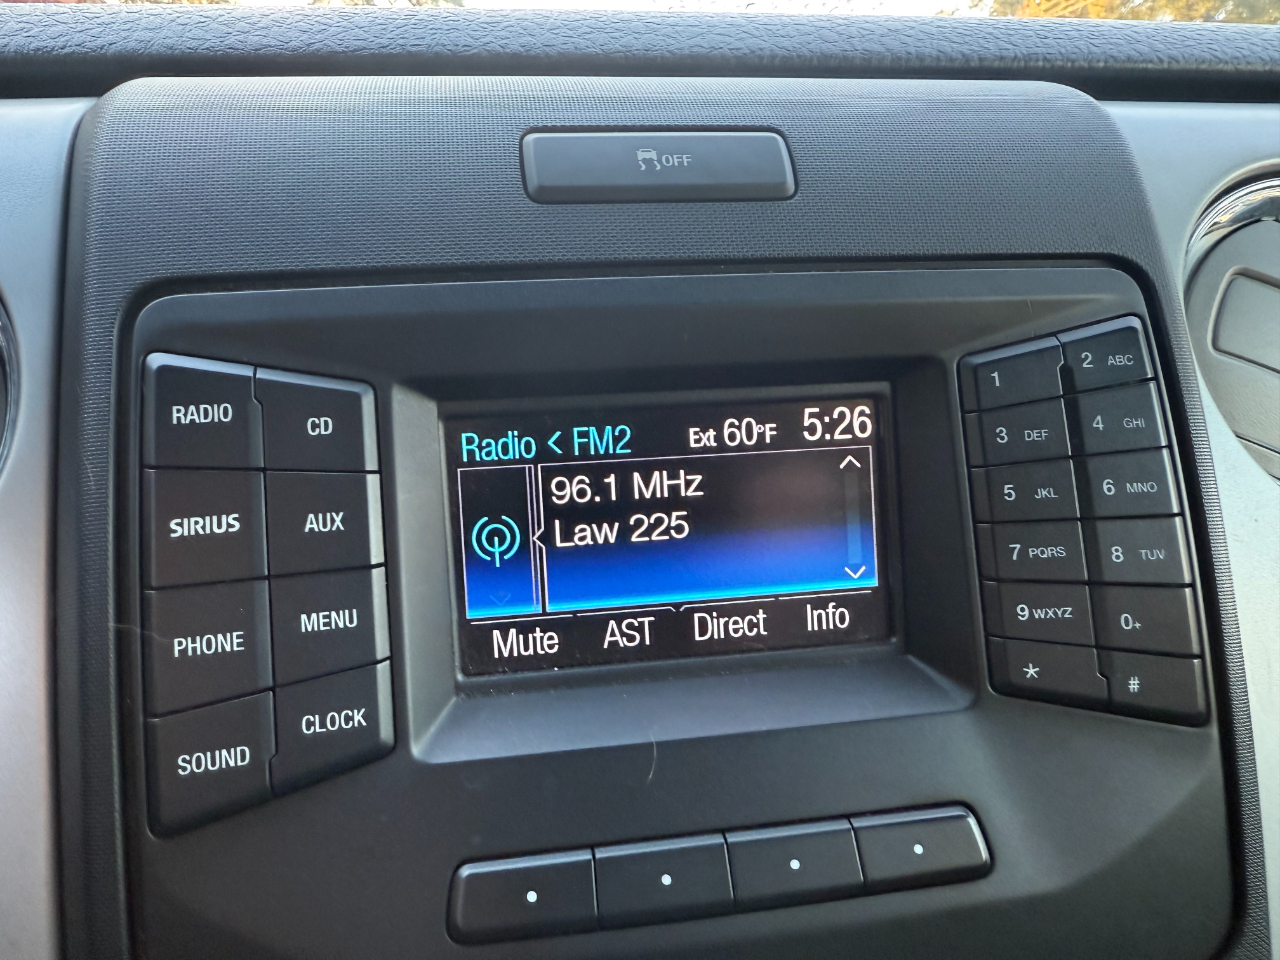 OFF
RADIO
CD
SIRIUS
AUX
PHONE
MENU
SOUND
CLOCK
Radio < FM2 Ext 60°F 5:26
96.1 MHz
Law 225
Mute AST Direct Info
1
2 ABC
3 DEF
4 GHI
5 JKL
6 MNO
7 PQRS
8 TUV
9 WXYZ
0+
*
#